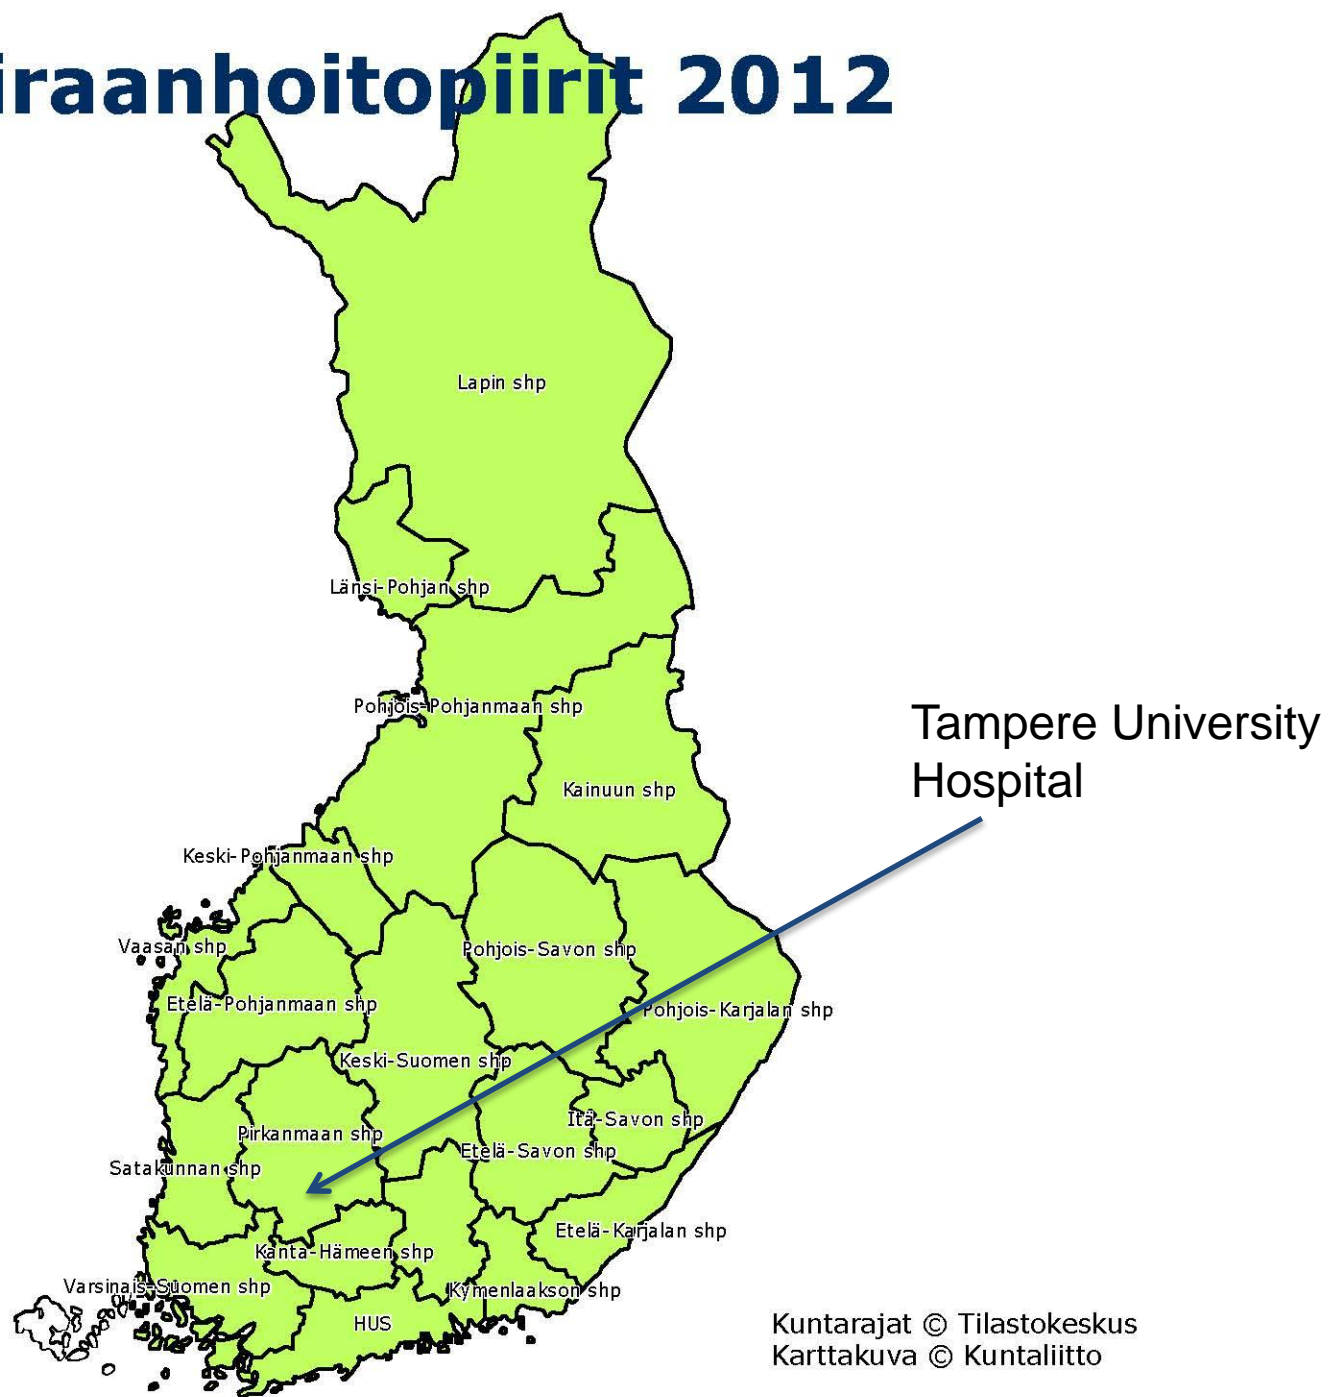 iraanhoitopiirit 2012
Lapin shp
Länsi-Pohjan shp
Pohjois-Pohjanmaan shp
Tampere University
Hospital
Kainuun shp
Keski-Pohjanmaan shp
Vaasan shp
Pohjois-Savon shp
Etelä-Pohjanmaan shp
Pohjois-Karjalan shp
Keski-Suomen shp
Itä-Savon shp
Pirkanmaan shp
Etelä-Savon shp
Satakunnan shp
Etelä-Karjalan shp
Kanta-Hämeen shp
Varsinais-Suomen shp
Kymenlaakson shp
HUS
Kuntarajat © Tilastokeskus
Karttakuva © Kuntaliitto